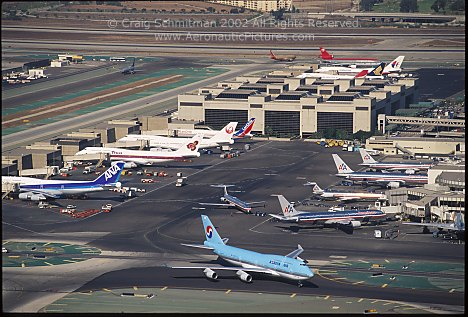 © Craig Schmitman 2002 All rights reserved
www.AeronauticPictures.com
ANA
KOREAN AIR